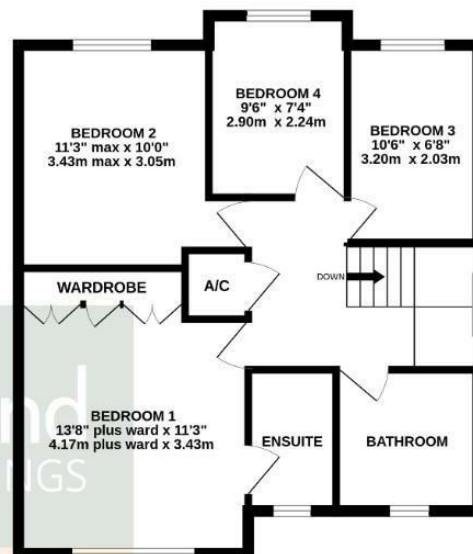 BEDROOM 4
9'6" x 7'4"
2.90m x 2.24m
BEDROOM 2
11'3" max x 10'0"
3.43m max x 3.05m
BEDROOM 3
10'6" x 6'8"
3.20m x 2.03m
DOWN
WARDROBE
A/C
BEDROOM 1
13'8" plus ward x 11'3"
4.17m plus ward x 3.43m
ENSUITE
BATHROOM